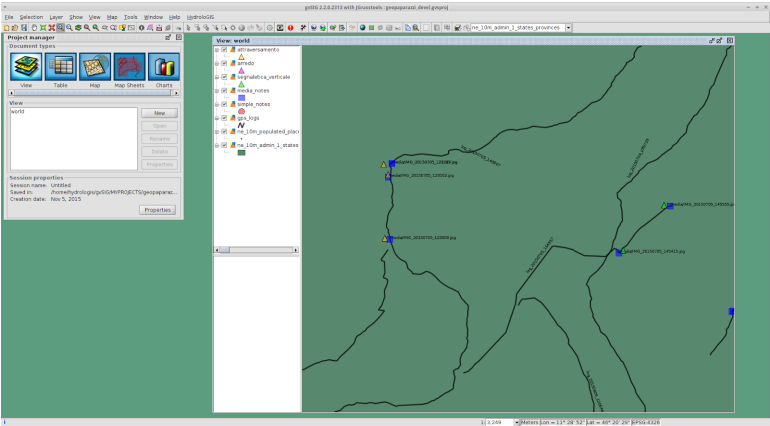 gvSIG 2.2.0.2313 with jGrasstools : geopaparazzi_devel.gvsproj
File Selection Layer Show View Map Tools Window Help HydroloGIS
ne_10m_admin_1_states_provinces
Project manager
Document types
View Table Map Map Sheets Charts
View
world
New
Open
Rename
Delete
Properties
Session properties
Session name: Untitled
Saved in: /home/hydrologis/gvSIG/MYPROJECTS/geopaparaz...
Creation date: Nov 5, 2015
Properties
View: world
attraversamento
arredo
segnaletica_verticale
media_notes
simple_notes
gps_logs
ne_10m_populated_place
ne_10m_admin_1_states
1: 3,249 Meters Lon = 11° 28' 52" Lat = 46° 20' 29" EPSG:4326